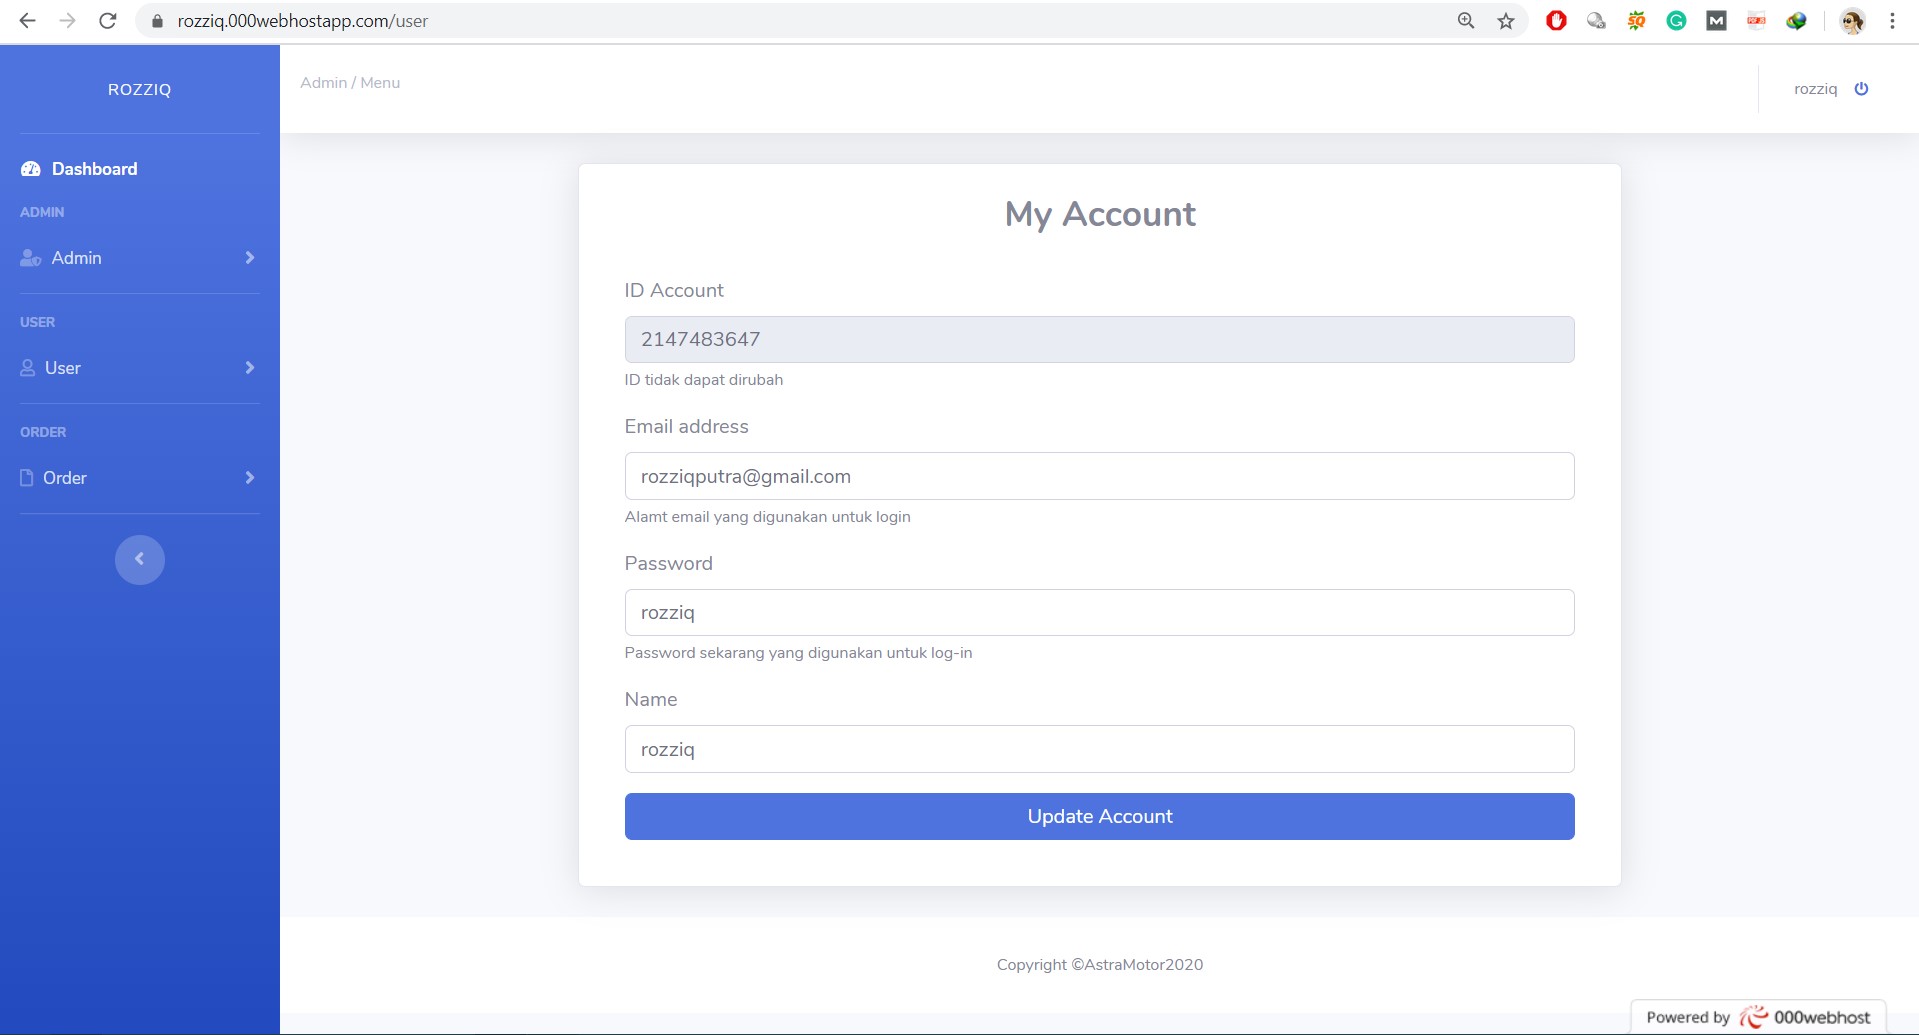 rozziq.000webhostapp.com/user
ROZZIQ
Admin / Menu
rozziq
Dashboard
ADMIN
Admin
USER
User
ORDER
Order
My Account
ID Account
2147483647
ID tidak dapat dirubah
Email address
rozziqputra@gmail.com
Alamt email yang digunakan untuk login
Password
rozziq
Password sekarang yang digunakan untuk log-in
Name
rozziq
Update Account
Copyright ©AstraMotor2020
Powered by 000webhost